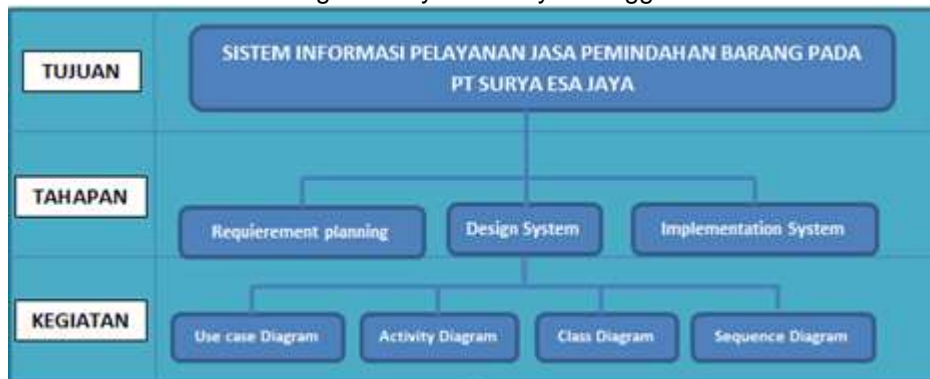 TUJUAN
SISTEM INFORMASI PELAYANAN JASA PEMINDAHAN BARANG PADA
PT SURYA ESA JAYA
TAHAPAN
Requierement planning
Design System
Implementation System
KEGIATAN
Use case Diagram
Activity Diagram
Class Diagram
Sequence Diagram